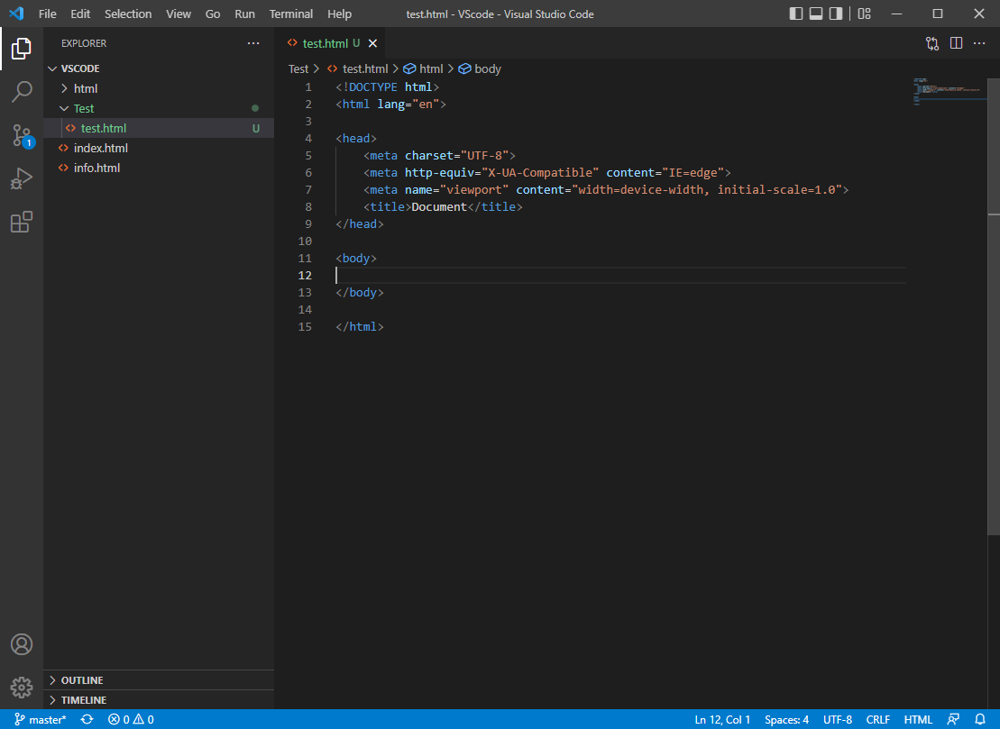 File Edit Selection View Go Run Terminal Help test.html - VScode - Visual Studio Code
EXPLORER
VSCODE
html
Test
test.html U
index.html
info.html
1
OUTLINE
TIMELINE
test.html U
Test > test.html > html > body
1 <!DOCTYPE html>
2 <html lang="en">
3
4 <head>
5 <meta charset="UTF-8">
6 <meta http-equiv="X-UA-Compatible" content="IE=edge">
7 <meta name="viewport" content="width=device-width, initial-scale=1.0">
8 <title>Document</title>
9 </head>
10
11 <body>
12
13 </body>
14
15 </html>
master* 0 0 Ln 12, Col 1 Spaces: 4 UTF-8 CRLF HTML